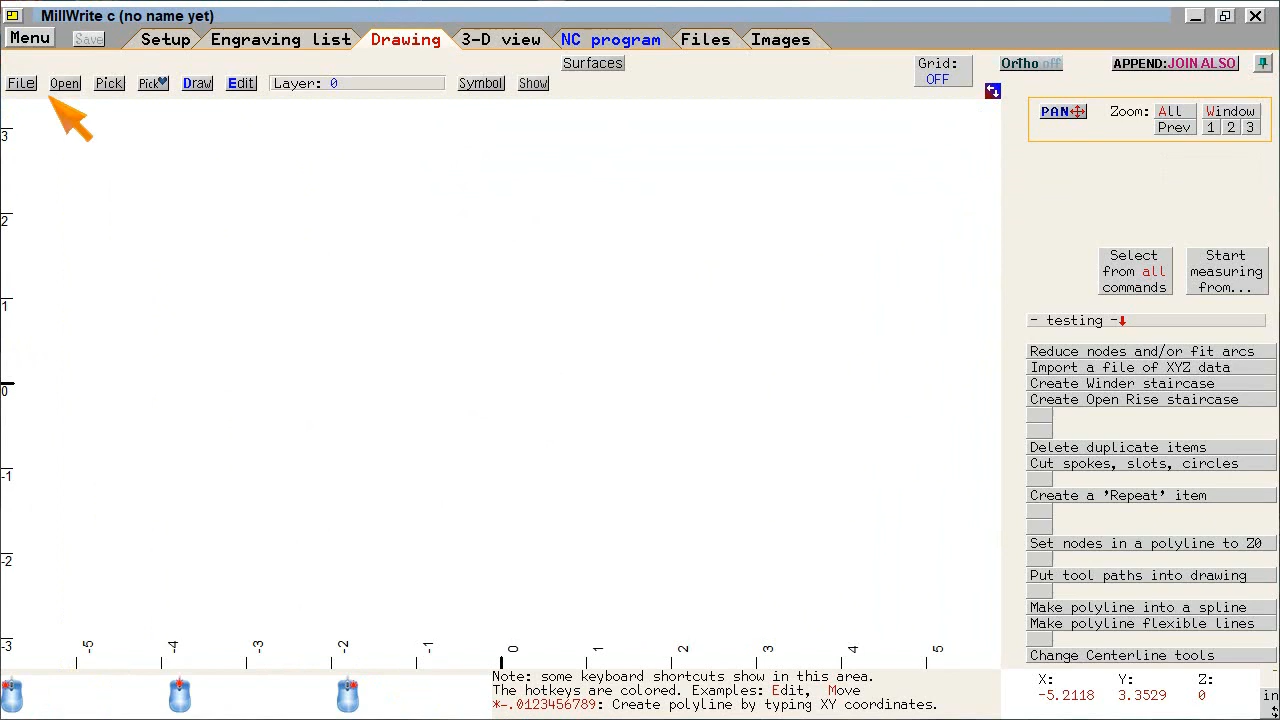 MillWrite c (no name yet)
Menu Save Setup Engraving list Drawing 3-D view NC program Files Images
Surfaces Grid: OFF Ortho off APPEND:JOIN ALSO
File Open Pick Pick Draw Edit Layer: 0 Symbol Show
PAN Zoom: All Window
Prev 1 2 3
Select from all commands
Start measuring from...
- testing -
Reduce nodes and/or fit arcs
Import a file of XYZ data
Create Winder staircase
Create Open Rise staircase
Delete duplicate items
Cut spokes, slots, circles
Create a 'Repeat' item
Set nodes in a polyline to Z0
Put tool paths into drawing
Make polyline into a spline
Make polyline flexible lines
Change Centerline tools
3
2
1
0
-1
-2
-3
-5 -4 -3 -2 -1 0 1 2 3 4 5
Note: some keyboard shortcuts show in this area.
The hotkeys are colored. Examples: Edit, Move
*-.0123456789: Create polyline by typing XY coordinates.
X: Y: Z:
-5.2118 3.3529 0
in